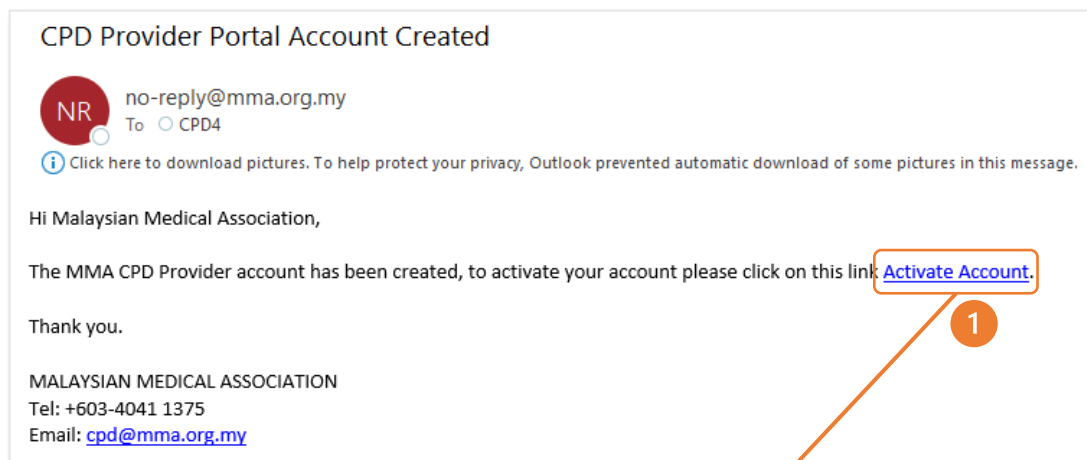 CPD Provider Portal Account Created
NR
no-reply@mma.org.my
To CPD4
Click here to download pictures. To help protect your privacy, Outlook prevented automatic download of some pictures in this message.
Hi Malaysian Medical Association,
The MMA CPD Provider account has been created, to activate your account please click on this link Activate Account.
1
Thank you.
MALAYSIAN MEDICAL ASSOCIATION
Tel: +603-4041 1375
Email: cpd@mma.org.my